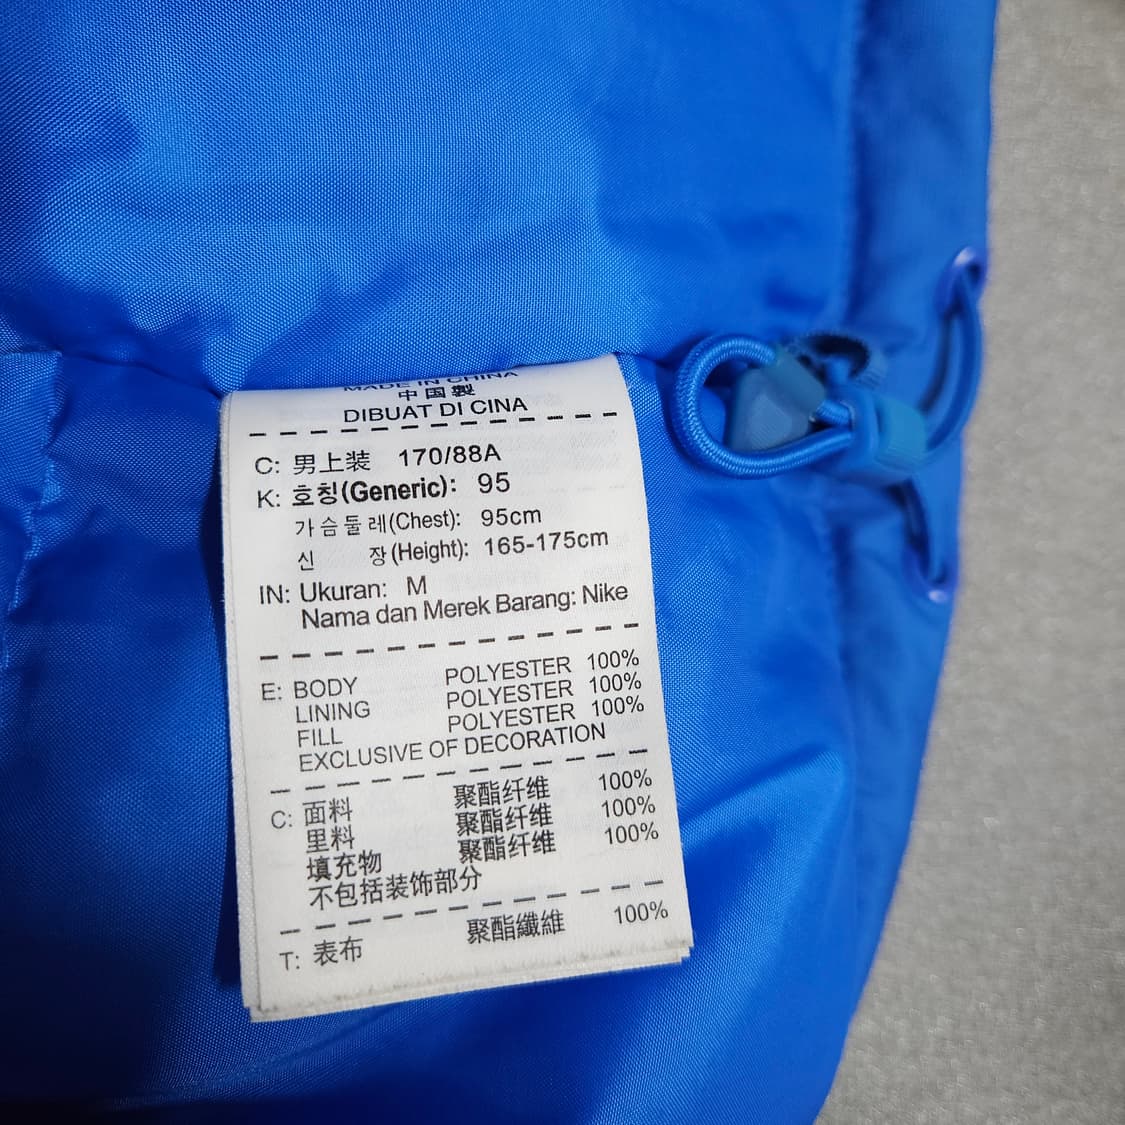 MADE IN CHINA
中国製
DIBUAT DI CINA
C: 男上装 170/88A
K: 호칭(Generic): 95
가슴둘레(Chest): 95cm
신 장(Height): 165-175cm
IN: Ukuran: M
Nama dan Merek Barang: Nike
E: BODY POLYESTER 100%
LINING POLYESTER 100%
FILL POLYESTER 100%
EXCLUSIVE OF DECORATION
C: 面料 聚酯纤维 100%
里料 聚酯纤维 100%
填充物 聚酯纤维 100%
不包括装饰部分
T: 表布 聚酯纖維 100%